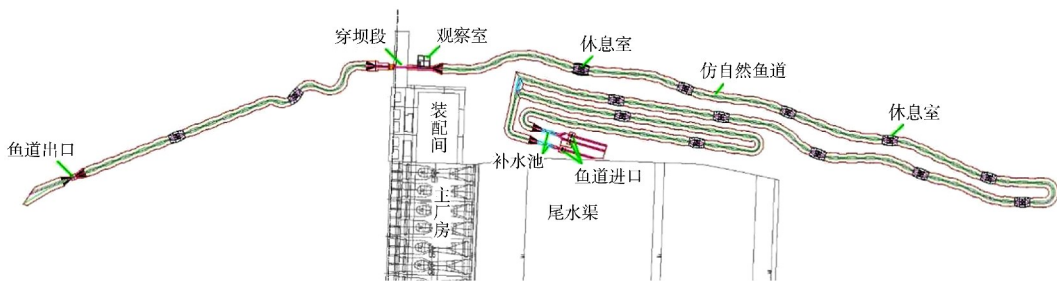 穿坝段
观察室
休息室
仿自然鱼道
休息室
装配间
鱼道出口
补水池
鱼道进口
主厂房
尾水渠